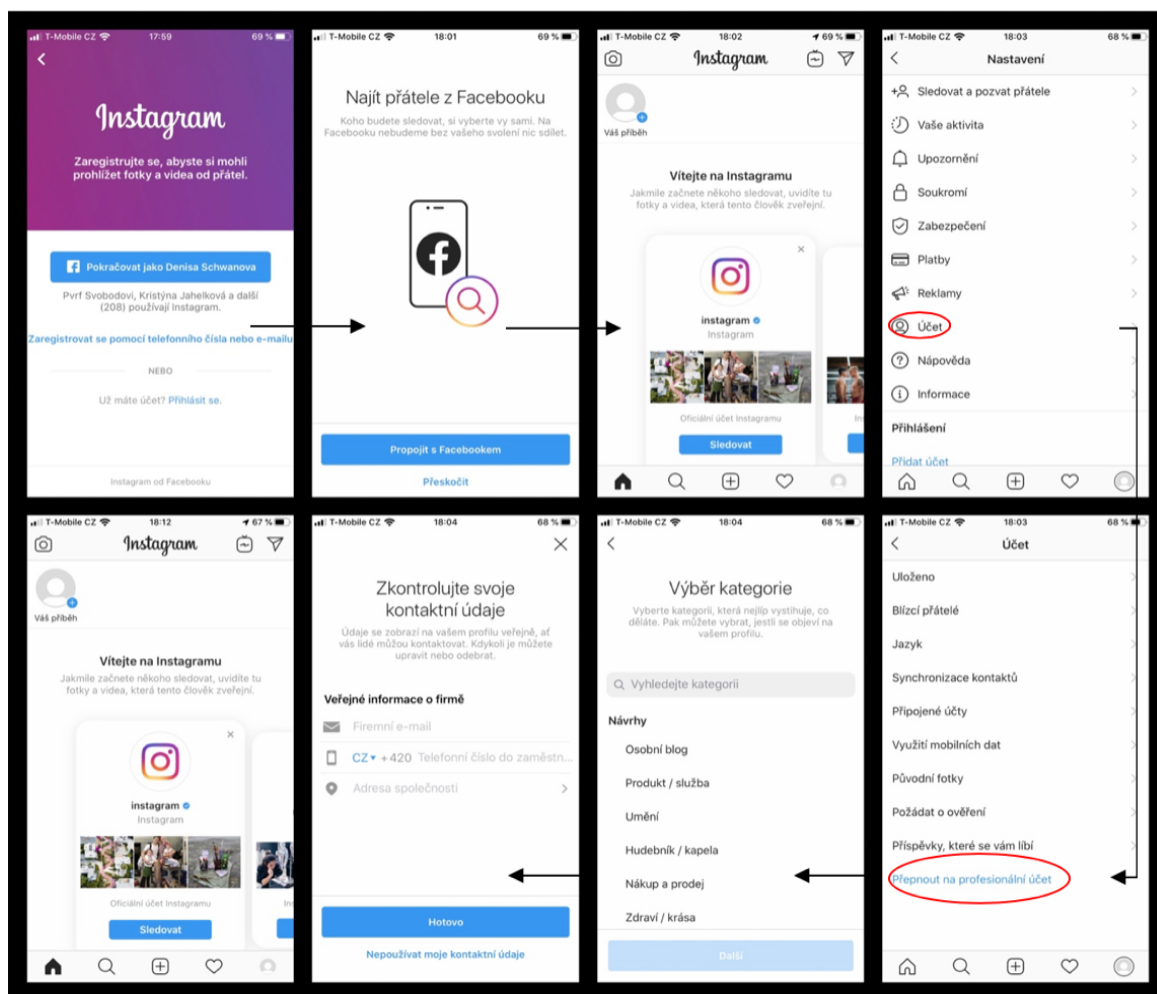 T-Mobile CZ 17:59 69 %
Instagram
Zaregistrujte se, abyste si mohli
prohlížet fotky a videa od přátel.
Pokračovat jako Denisa Schwanova
Pvrf Svobodovi, Kristýna Jahelková a další
(208) používají Instagram.
Zaregistrovat se pomocí telefonního čísla nebo e-mailu
NEBO
Už máte účet? Přihlásit se.
Instagram od Facebooku
T-Mobile CZ 18:01 69 %
Najít přátele z Facebooku
Koho budete sledovat, si vyberte vy sami. Na
Facebooku nebudeme bez vašeho svolení nic sdílet.
Propojit s Facebookem
Přeskočit
T-Mobile CZ 18:02 69 %
Instagram
Váš příběh
Vítejte na Instagramu
Jakmile začnete někoho sledovat, uvidíte tu
fotky a videa, která tento člověk zveřejní.
instagram
Instagram
Oficiální účet Instagramu
In
Sledovat
T-Mobile CZ 18:03 68 %
Nastavení
Sledovat a pozvat přátele
Vaše aktivita
Upozornění
Soukromí
Zabezpečení
Platby
Reklamy
Účet
Nápověda
Informace
Přihlášení
Přidat účet
T-Mobile CZ 18:12 67 %
Instagram
Váš příběh
Vítejte na Instagramu
Jakmile začnete někoho sledovat, uvidíte tu
fotky a videa, která tento člověk zveřejní.
instagram
Instagram
Oficiální účet Instagramu
In
Sledovat
T-Mobile CZ 18:04 68 %
Zkontrolujte svoje
kontaktní údaje
Údaje se zobrazí na vašem profilu veřejně, ať
vás lidé můžou kontaktovat. Kdykoli je můžete
upravit nebo odebrat.
Veřejné informace o firmě
Firemní e-mail
CZ +420 Telefonní číslo do zaměstn...
Adresa společnosti
Hotovo
Nepoužívat moje kontaktní údaje
T-Mobile CZ 18:04 68 %
Výběr kategorie
Vyberte kategorii, která nejlíp vystihuje, co
děláte. Pak můžete vybrat, jestli se objeví na
vašem profilu.
Vyhledejte kategorii
Návrhy
Osobní blog
Produkt / služba
Umění
Hudebník / kapela
Nákup a prodej
Zdraví / krása
Další
T-Mobile CZ 18:03 68 %
Účet
Uloženo
Blízcí přátelé
Jazyk
Synchronizace kontaktů
Připojené účty
Využití mobilních dat
Původní fotky
Požádat o ověření
Příspěvky, které se vám líbí
Přepnout na profesionální účet